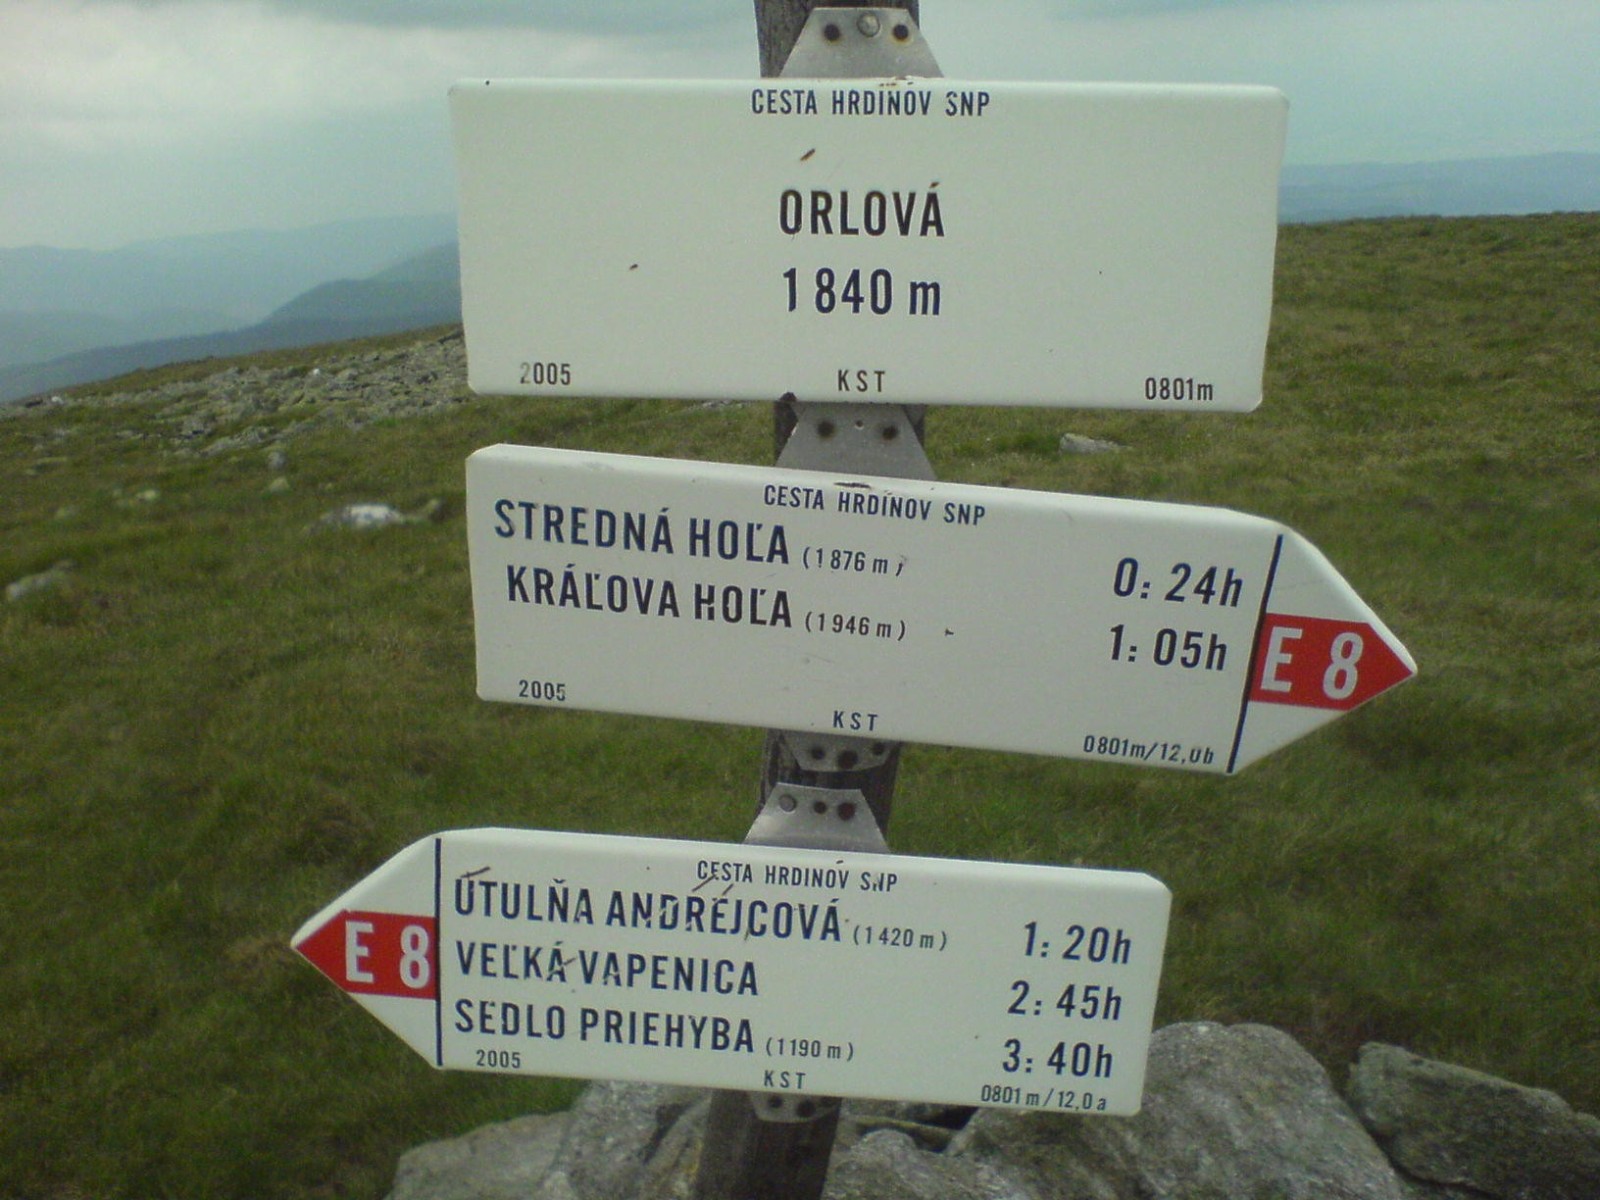 CESTA HRDINOV SNP
ORLOVÁ
1840 m
2005 KST 0801m
CESTA HRDINOV SNP
STREDNÁ HOĽA (1876 m) 0:24h
KRÁĽOVA HOĽA (1946 m) 1:05h
E 8
2005 KST 0801m/12,0b
CESTA HRDINOV SNP
ÚTULŇA ANDREJCOVÁ (1420 m) 1:20h
E 8
VEĽKÁ VAPENICA 2:45h
SEDLO PRIEHYBA (1190 m) 3:40h
2005 KST 0801m/12,0a